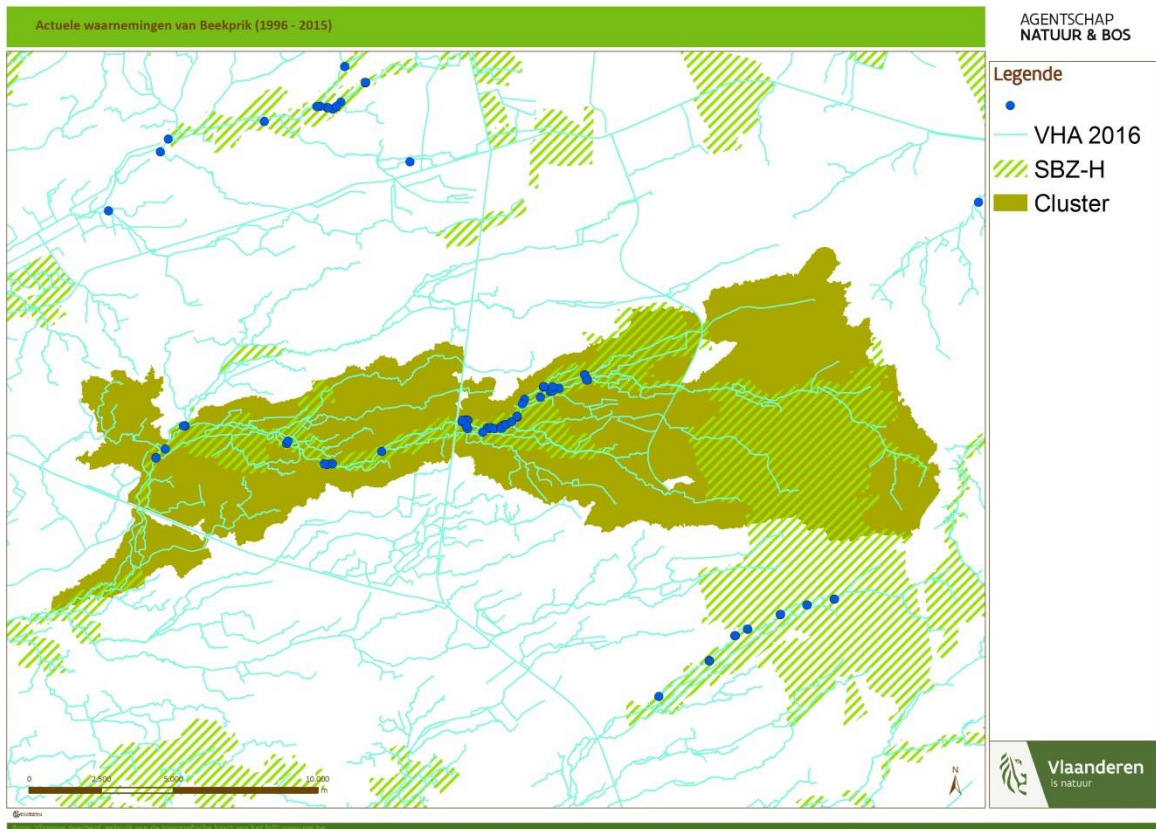 Actuele waarnemingen van Beekprik (1996 - 2015)
AGENTSCHAP
NATUUR & BOS
Legende
VHA 2016
SBZ-H
Cluster
0 2.500 5.000 10.000
m
N
Vlaanderen
is natuur